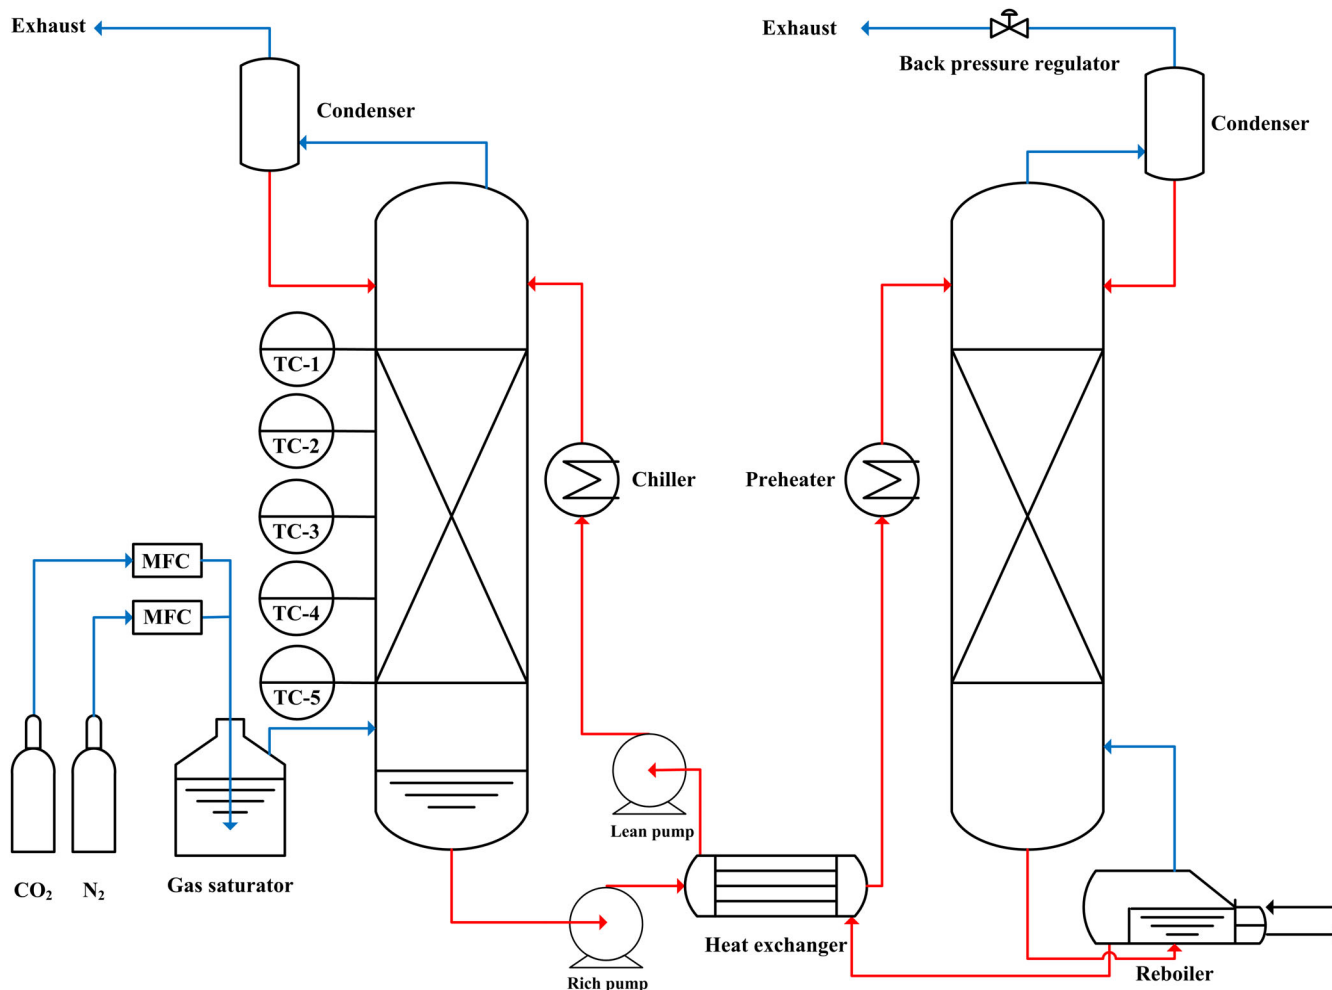 Exhaust
Exhaust
Back pressure regulator
Condenser
Condenser
TC-1
TC-2
Chiller
Preheater
TC-3
MFC
TC-4
MFC
TC-5
Lean pump
CO₂
N₂
Gas saturator
Heat exchanger
Reboiler
Rich pump